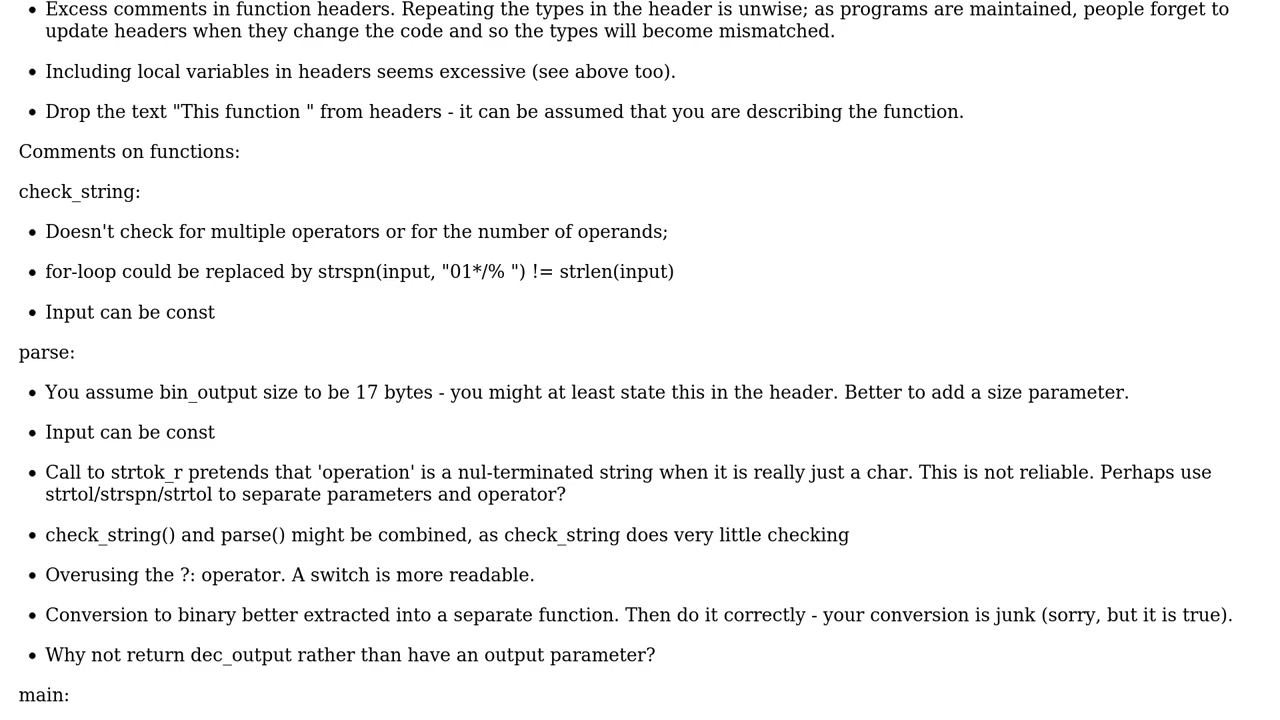 • Excess comments in function headers. Repeating the types in the header is unwise; as programs are maintained, people forget to
update headers when they change the code and so the types will become mismatched.
• Including local variables in headers seems excessive (see above too).
• Drop the text "This function " from headers - it can be assumed that you are describing the function.
Comments on functions:
check_string:
• Doesn't check for multiple operators or for the number of operands;
• for-loop could be replaced by strspn(input, "01*/% ") != strlen(input)
• Input can be const
parse:
• You assume bin_output size to be 17 bytes - you might at least state this in the header. Better to add a size parameter.
• Input can be const
• Call to strtok_r pretends that 'operation' is a nul-terminated string when it is really just a char. This is not reliable. Perhaps use
strtol/strspn/strtol to separate parameters and operator?
• check_string() and parse() might be combined, as check_string does very little checking
• Overusing the ?: operator. A switch is more readable.
• Conversion to binary better extracted into a separate function. Then do it correctly - your conversion is junk (sorry, but it is true).
• Why not return dec_output rather than have an output parameter?
main: